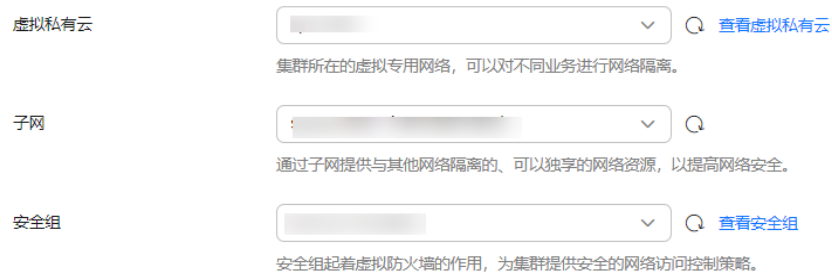 虚拟私有云
查看虚拟私有云
集群所在的虚拟专用网络，可以对不同业务进行网络隔离。
子网
通过子网提供与其他网络隔离的、可以独享的网络资源，以提高网络安全。
安全组
查看安全组
安全组起着虚拟防火墙的作用，为集群提供安全的网络访问控制策略。